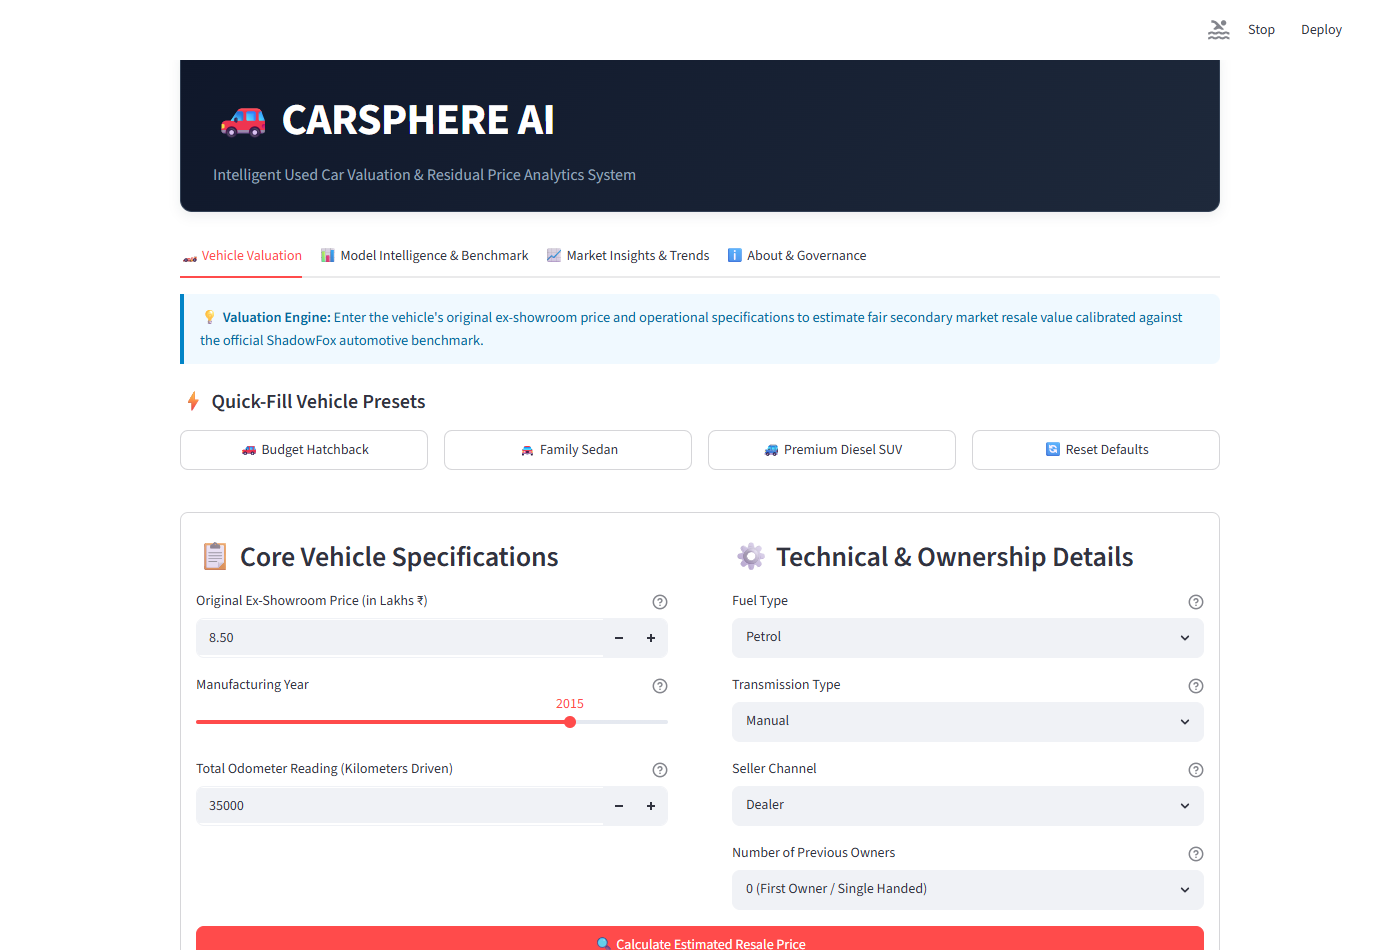 Stop
Deploy
CARSPHERE AI
Intelligent Used Car Valuation & Residual Price Analytics System
Vehicle Valuation
Model Intelligence & Benchmark
Market Insights & Trends
About & Governance
Valuation Engine: Enter the vehicle's original ex-showroom price and operational specifications to estimate fair secondary market resale value calibrated against
the official ShadowFox automotive benchmark.
Quick-Fill Vehicle Presets
Budget Hatchback
Family Sedan
Premium Diesel SUV
Reset Defaults
Core Vehicle Specifications
Original Ex-Showroom Price (in Lakhs ₹)
8.50
Manufacturing Year
2015
Total Odometer Reading (Kilometers Driven)
35000
Technical & Ownership Details
Fuel Type
Petrol
Transmission Type
Manual
Seller Channel
Dealer
Number of Previous Owners
0 (First Owner / Single Handed)
Calculate Estimated Resale Price